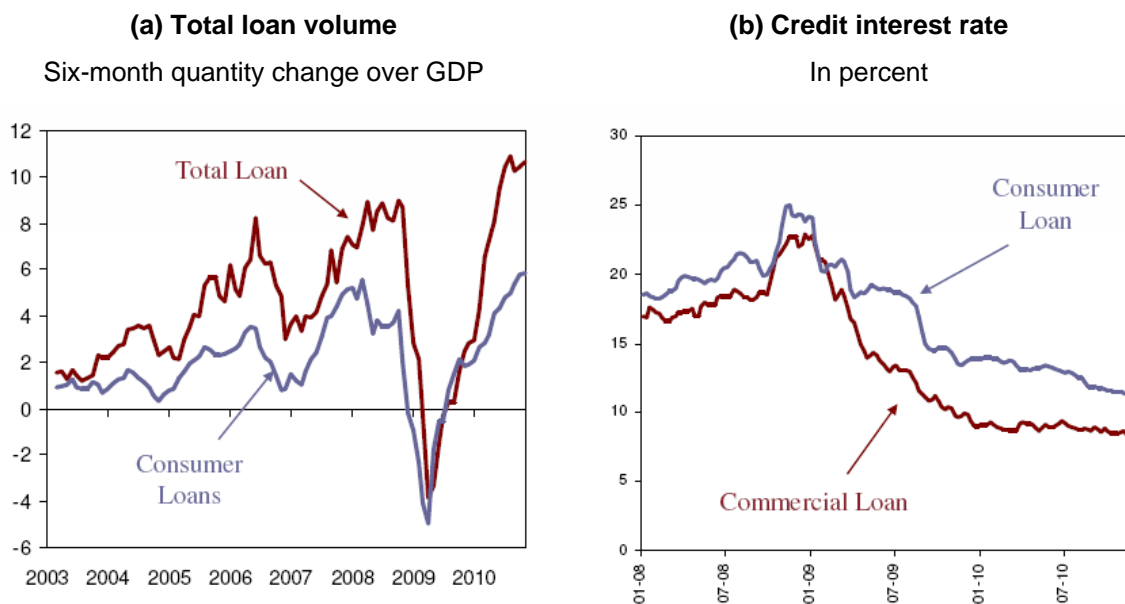 (a) Total loan volume
Six-month quantity change over GDP
12
10
8
6
4
2
0
-2
-4
-6
2003 2004 2005 2006 2007 2008 2009 2010
Total Loan
Consumer
Loans
(b) Credit interest rate
In percent
30
25
20
15
10
5
0
01-08 07-08 01-09 07-09 01-10 07-10
Consumer
Loan
Commercial Loan